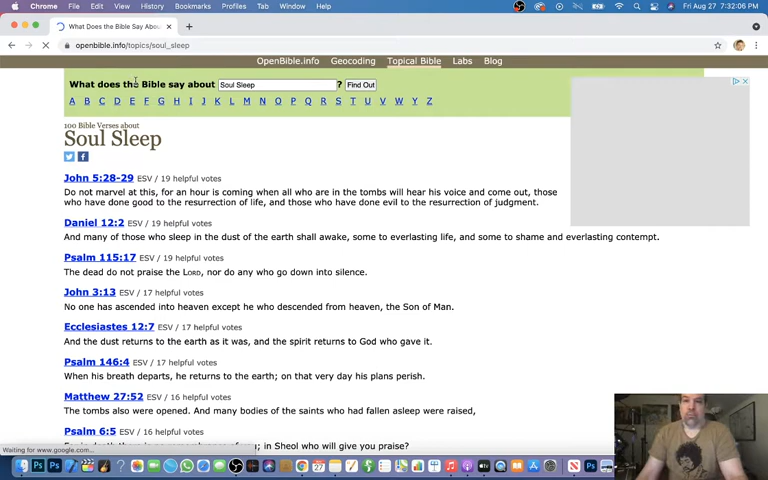 Chrome File Edit View History Bookmarks Profiles Tab Window Help Fri Aug 27 7:32:06 PM
What Does the Bible Say Abou
openbible.info/topics/soul_sleep
OpenBible.info Geocoding Topical Bible Labs Blog
What does the Bible say about Soul Sleep ? Find Out
A B C D E F G H I J K L M N O P Q R S T U V W Y Z
100 Bible Verses about
Soul Sleep
John 5:28-29 ESV / 19 helpful votes
Do not marvel at this, for an hour is coming when all who are in the tombs will hear his voice and come out, those
who have done good to the resurrection of life, and those who have done evil to the resurrection of judgment.
Daniel 12:2 ESV / 19 helpful votes
And many of those who sleep in the dust of the earth shall awake, some to everlasting life, and some to shame and everlasting contempt.
Psalm 115:17 ESV / 19 helpful votes
The dead do not praise the LORD, nor do any who go down into silence.
John 3:13 ESV / 17 helpful votes
No one has ascended into heaven except he who descended from heaven, the Son of Man.
Ecclesiastes 12:7 ESV / 17 helpful votes
And the dust returns to the earth as it was, and the spirit returns to God who gave it.
Psalm 146:4 ESV / 17 helpful votes
When his breath departs, he returns to the earth; on that very day his plans perish.
Matthew 27:52 ESV / 16 helpful votes
The tombs also were opened. And many bodies of the saints who had fallen asleep were raised,
Psalm 6:5 ESV / 16 helpful votes
; in Sheol who will give you praise?
Waiting for www.google.com...